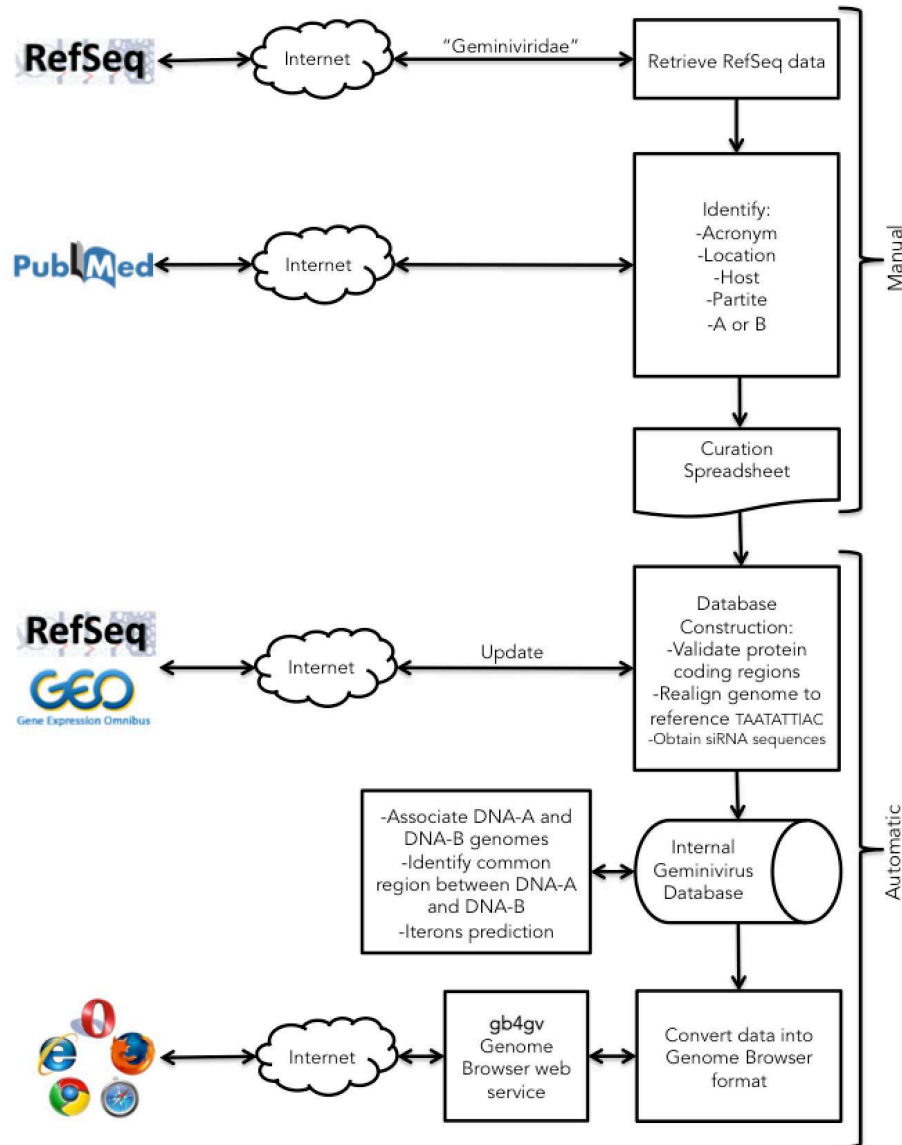 RefSeq
Internet
"Geminiviridae"
Retrieve RefSeq data
PubMed
Internet
Identify:
-Acronym
-Location
-Host
-Partite
-A or B
Manual
Curation
Spreadsheet
RefSeq
GEO
Gene Expression Omnibus
Internet
Update
Database
Construction:
-Validate protein
coding regions
-Realign genome to
reference TAATATTIAC
-Obtain siRNA sequences
Automatic
-Associate DNA-A and
DNA-B genomes
-Identify common
region between DNA-A
and DNA-B
-Iterons prediction
Internal
Geminivirus
Database
Internet
gb4gv
Genome
Browser web
service
Convert data into
Genome Browser
format